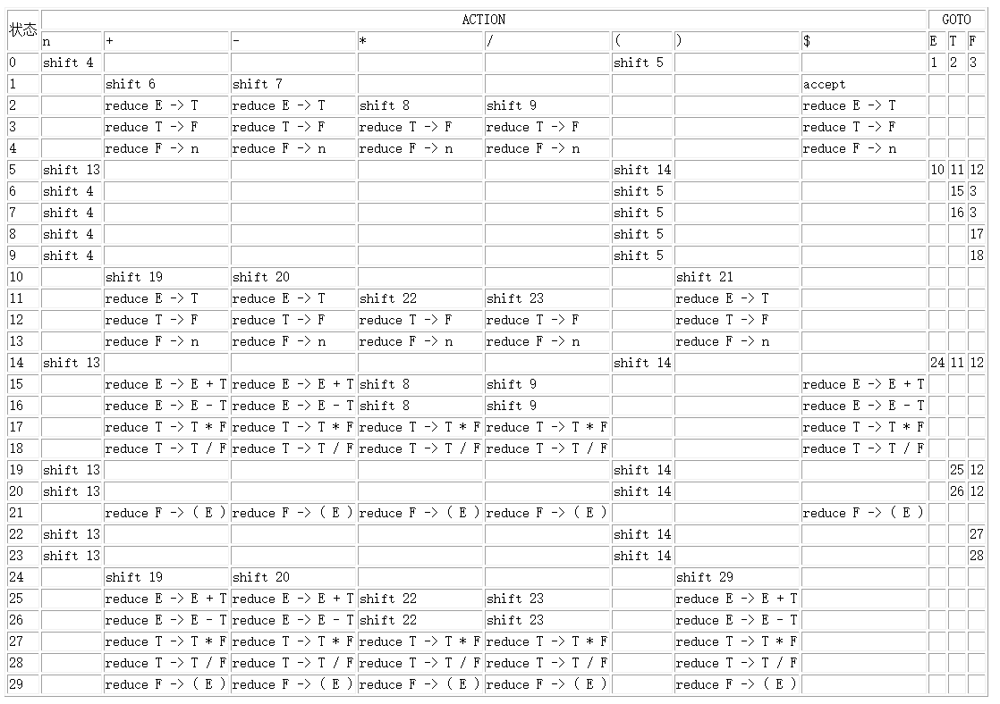 状态 ACTION GOTO
n + - * / ( ) $ E T F
0 shift 4 shift 5 1 2 3
1 shift 6 shift 7 accept
2 reduce E -> T reduce E -> T shift 8 shift 9 reduce E -> T
3 reduce T -> F reduce T -> F reduce T -> F reduce T -> F reduce T -> F
4 reduce F -> n reduce F -> n reduce F -> n reduce F -> n reduce F -> n
5 shift 13 shift 14 10 11 12
6 shift 4 shift 5 15 3
7 shift 4 shift 5 16 3
8 shift 4 shift 5 17
9 shift 4 shift 5 18
10 shift 19 shift 20 shift 21
11 reduce E -> T reduce E -> T shift 22 shift 23 reduce E -> T
12 reduce T -> F reduce T -> F reduce T -> F reduce T -> F reduce T -> F
13 reduce F -> n reduce F -> n reduce F -> n reduce F -> n reduce F -> n
14 shift 13 shift 14 24 11 12
15 reduce E -> E + T reduce E -> E + T shift 8 shift 9 reduce E -> E + T
16 reduce E -> E - T reduce E -> E - T shift 8 shift 9 reduce E -> E - T
17 reduce T -> T * F reduce T -> T * F reduce T -> T * F reduce T -> T * F reduce T -> T * F
18 reduce T -> T / F reduce T -> T / F reduce T -> T / F reduce T -> T / F reduce T -> T / F
19 shift 13 shift 14 25 12
20 shift 13 shift 14 26 12
21 reduce F -> ( E ) reduce F -> ( E ) reduce F -> ( E ) reduce F -> ( E ) reduce F -> ( E )
22 shift 13 shift 14 27
23 shift 13 shift 14 28
24 shift 19 shift 20 shift 29
25 reduce E -> E + T reduce E -> E + T shift 22 shift 23 reduce E -> E + T
26 reduce E -> E - T reduce E -> E - T shift 22 shift 23 reduce E -> E - T
27 reduce T -> T * F reduce T -> T * F reduce T -> T * F reduce T -> T * F reduce T -> T * F
28 reduce T -> T / F reduce T -> T / F reduce T -> T / F reduce T -> T / F reduce T -> T / F
29 reduce F -> ( E ) reduce F -> ( E ) reduce F -> ( E ) reduce F -> ( E ) reduce F -> ( E )